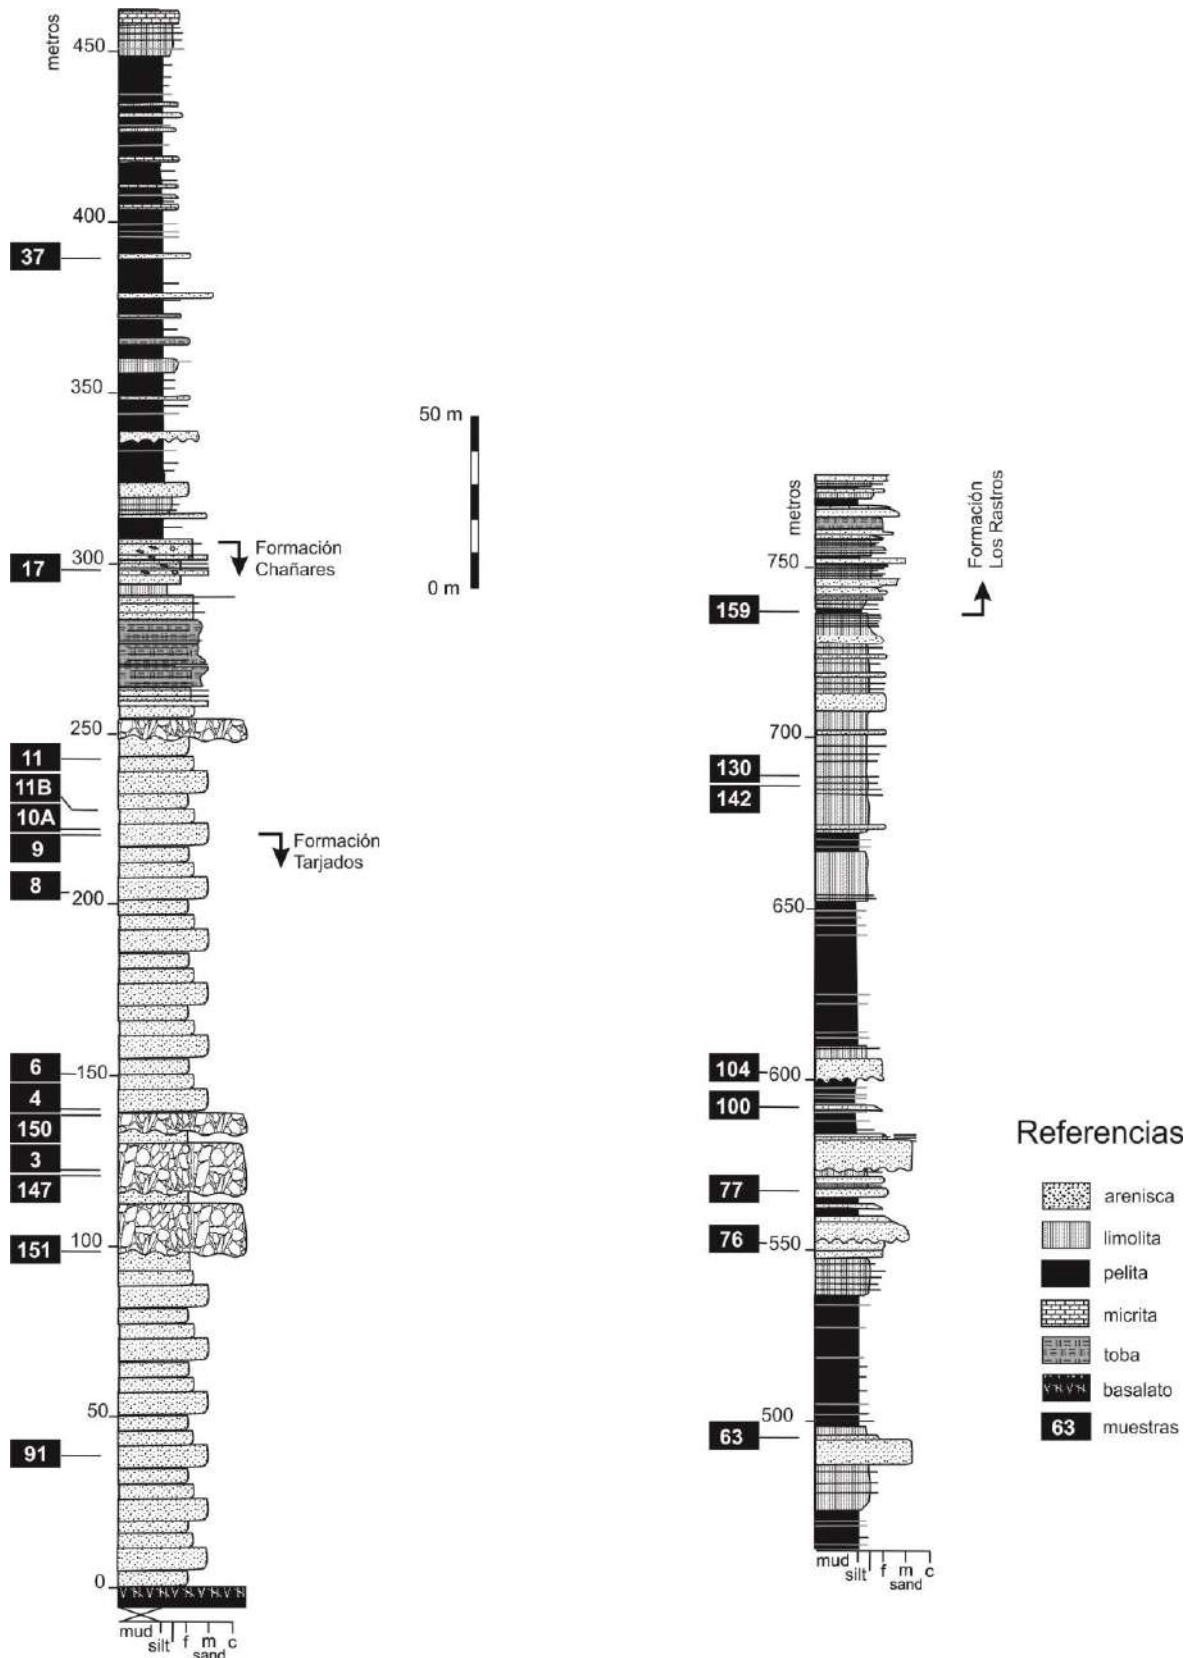 metros
450
400
37
350
300
17
Formación
Chañares
250
11
11B
10A
9
Formación
Tarjados
8
200
6
150
4
150
3
147
151
100
50
91
0
mud
silt
f
m
c
sand
50 m
0 m
metros
Formación
Los Rastros
750
159
700
130
142
650
104
600
100
77
76
550
500
63
mud
silt
f
m
c
sand
Referencias
arenisca
limolita
pelita
micrita
toba
basalato
63 muestras